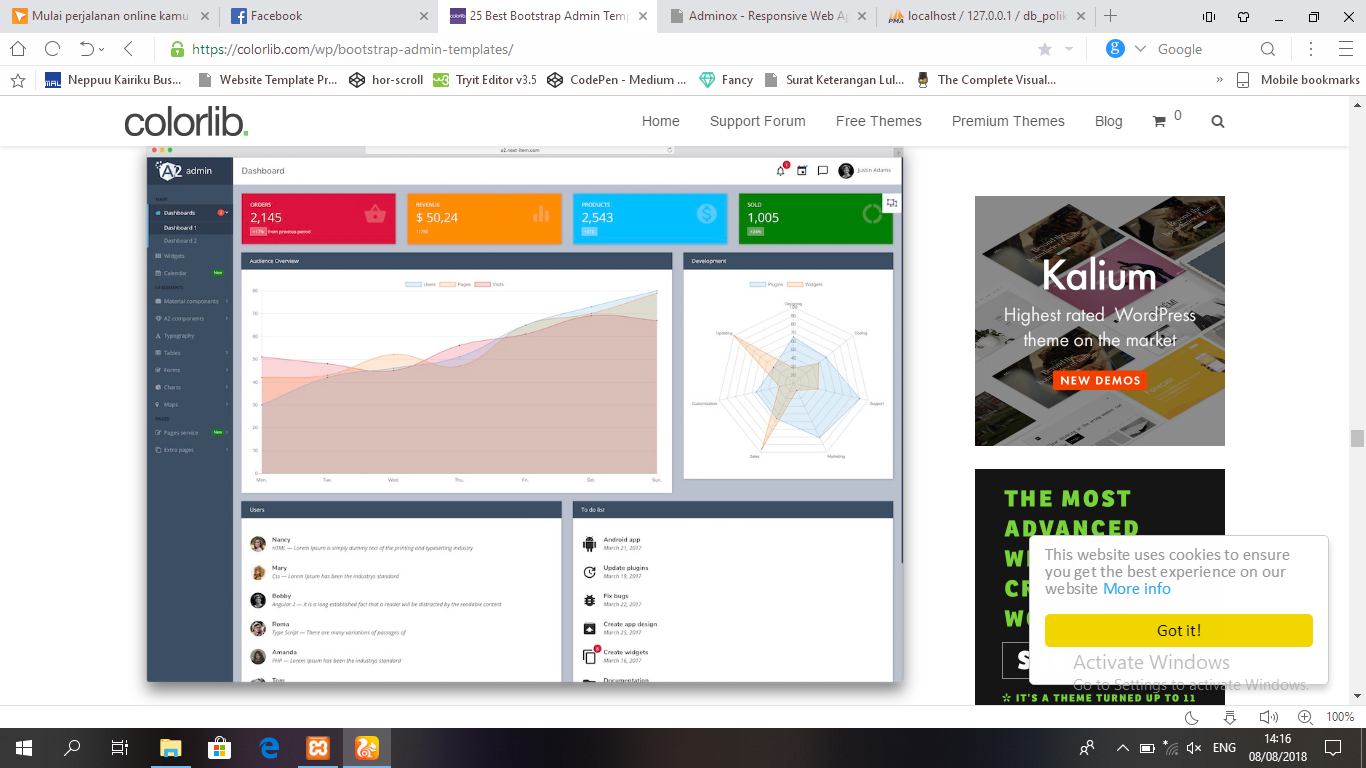 Mulai perjalanan online kamu
Facebook
25 Best Bootstrap Admin Temp
Adminox - Responsive Web Ap
localhost / 127.0.0.1 / db_polik
https://colorlib.com/wp/bootstrap-admin-templates/
Google
Neppuu Kairiku Bus...
Website Template Pr...
hor-scroll
Tryit Editor v3.5
CodePen - Medium ...
Fancy
Surat Keterangan Lul...
The Complete Visual...
Mobile bookmarks
colorlib.
Home
Support Forum
Free Themes
Premium Themes
Blog
0
a2.next-item.com
A2 admin
Dashboard
Justin Adams
Dashboards
Dashboard 1
Dashboard 2
Widgets
Calendar
New
UI ELEMENTS
Material components
A2 components
Typography
Tables
Forms
Charts
Maps
PAGES
Pages-service
New
Extra pages
ORDERS
2,145
+12% from previous period
REVENUE
$ 50,24
PRODUCTS
2,543
SOLD
1,005
Audience Overview
Users Pages Visits
80
70
60
50
40
30
20
10
0
Mon. Tue. Wed. Thu. Fri. Sat. Sun.
Development
Plugins Widgets
Designing
100
90
80
70
60
50
40
30
Coding
Support
Marketing
Sales
Customization
Updating
Users
Nancy
HTML — Lorem Ipsum is simply dummy text of the printing and typesetting industry
Mary
Css — Lorem Ipsum has been the industrys standard
Bobby
Angular 2 — It is a long established fact that a reader will be distracted by the readable content
Roma
Type Script — There are many variations of passages of
Amanda
PHP — Lorem Ipsum has been the industrys standard
Tom
To do list
Android app
March 21, 2017
Update plugins
March 19, 2017
Fix bugs
March 22, 2017
Create app design
March 25, 2017
Create widgets
March 16, 2017
Documentation
Kalium
Highest rated WordPress
theme on the market
NEW DEMOS
THE MOST
ADVANCED
✲ IT'S A THEME TURNED UP TO 11
This website uses cookies to ensure
you get the best experience on our
website More info
Got it!
Activate Windows
Go to Settings to activate Windows.
100%
ENG
14:16
08/08/2018